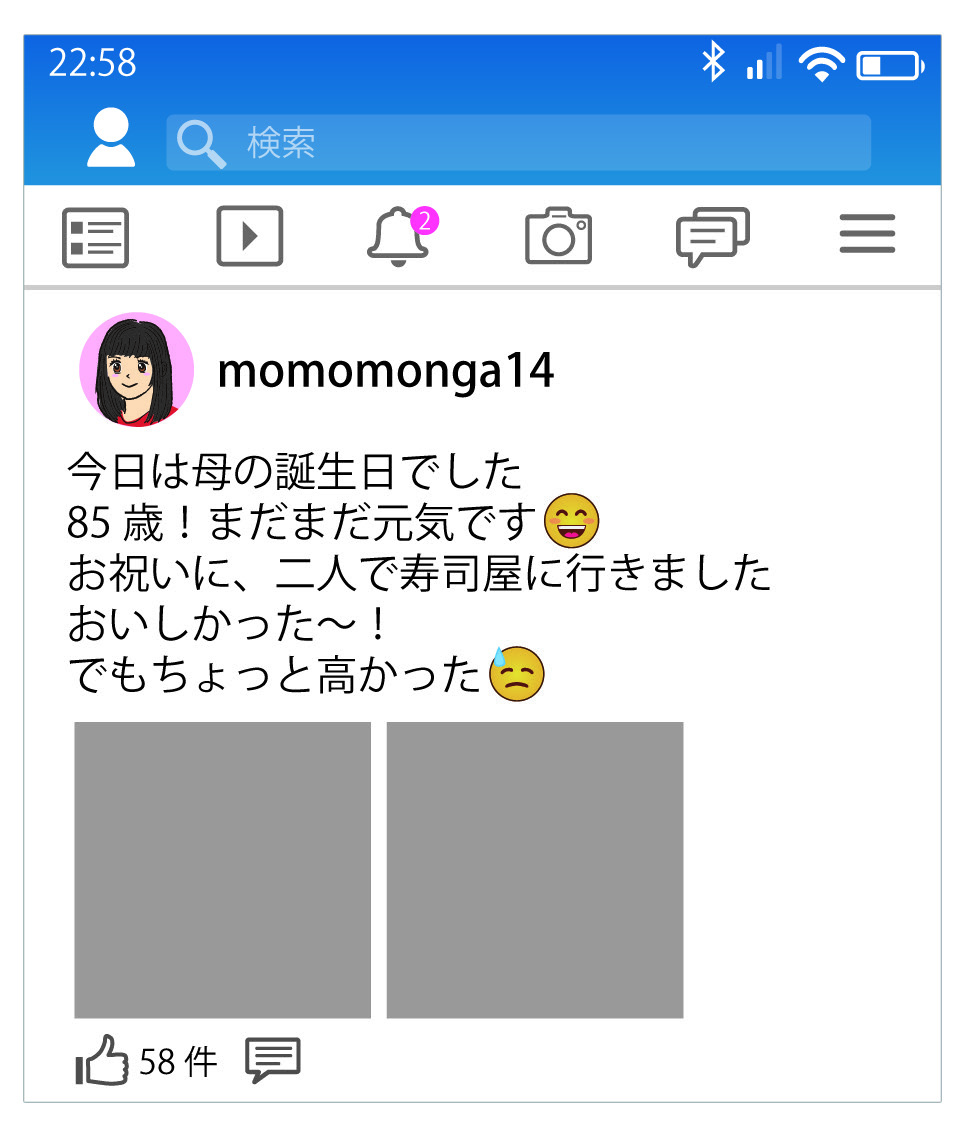 22:58
検索
2
momomonga14
今日は母の誕生日でした
85 歳！まだまだ元気です😄
お祝いに、二人で寿司屋に行きました
おいしかった～！
でもちょっと高かった😓
58 件